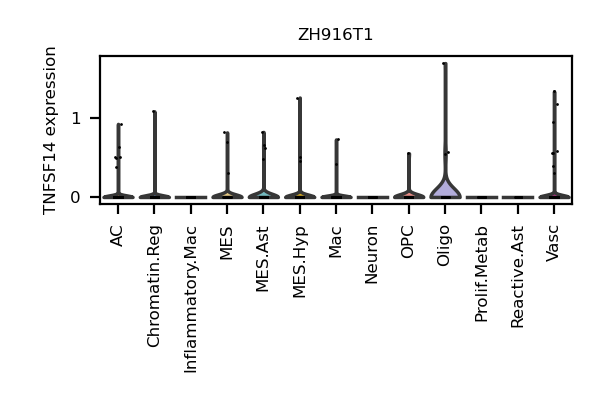 ZH916T1
TNFSF14 expression
1
0
AC
Chromatin.Reg
Inflammatory.Mac
MES
MES.Ast
MES.Hyp
Mac
Neuron
OPC
Oligo
Prolif.Metab
Reactive.Ast
Vasc